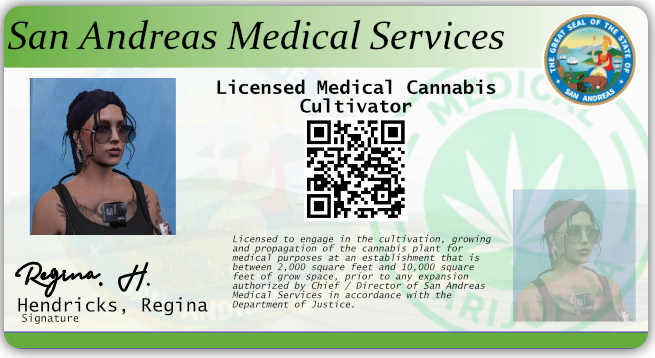 San Andreas Medical Services
THE GREAT SEAL OF THE STATE OF
SAN ANDREAS
Licensed Medical Cannabis
Cultivator
MEDICAL
Licensed to engage in the cultivation, growing
and propagation of the cannabis plant for
medical purposes at an establishment that is
between 2,000 square feet and 10,000 square
feet of grow space, prior to any expansion
authorized by Chief / Director of San Andreas
Medical Services in accordance with the
Department of Justice.
Regina H.
Hendricks, Regina
Signature